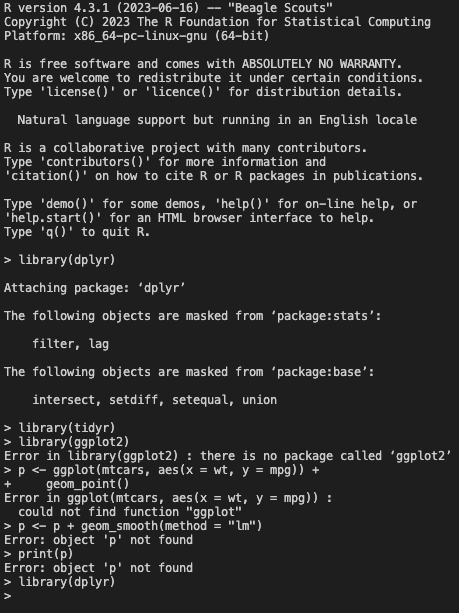 R version 4.3.1 (2023-06-16) -- "Beagle Scouts"
Copyright (C) 2023 The R Foundation for Statistical Computing
Platform: x86_64-pc-linux-gnu (64-bit)

R is free software and comes with ABSOLUTELY NO WARRANTY.
You are welcome to redistribute it under certain conditions.
Type 'license()' or 'licence()' for distribution details.

  Natural language support but running in an English locale

R is a collaborative project with many contributors.
Type 'contributors()' for more information and
'citation()' on how to cite R or R packages in publications.

Type 'demo()' for some demos, 'help()' for on-line help, or
'help.start()' for an HTML browser interface to help.
Type 'q()' to quit R.

> library(dplyr)

Attaching package: ‘dplyr’

The following objects are masked from ‘package:stats’:

    filter, lag

The following objects are masked from ‘package:base’:

    intersect, setdiff, setequal, union

> library(tidyr)
> library(ggplot2)
Error in library(ggplot2) : there is no package called ‘ggplot2’
> p <- ggplot(mtcars, aes(x = wt, y = mpg)) +
+     geom_point()
Error in ggplot(mtcars, aes(x = wt, y = mpg)) :
  could not find function "ggplot"
> p <- p + geom_smooth(method = "lm")
Error: object 'p' not found
> print(p)
Error: object 'p' not found
> library(dplyr)
>